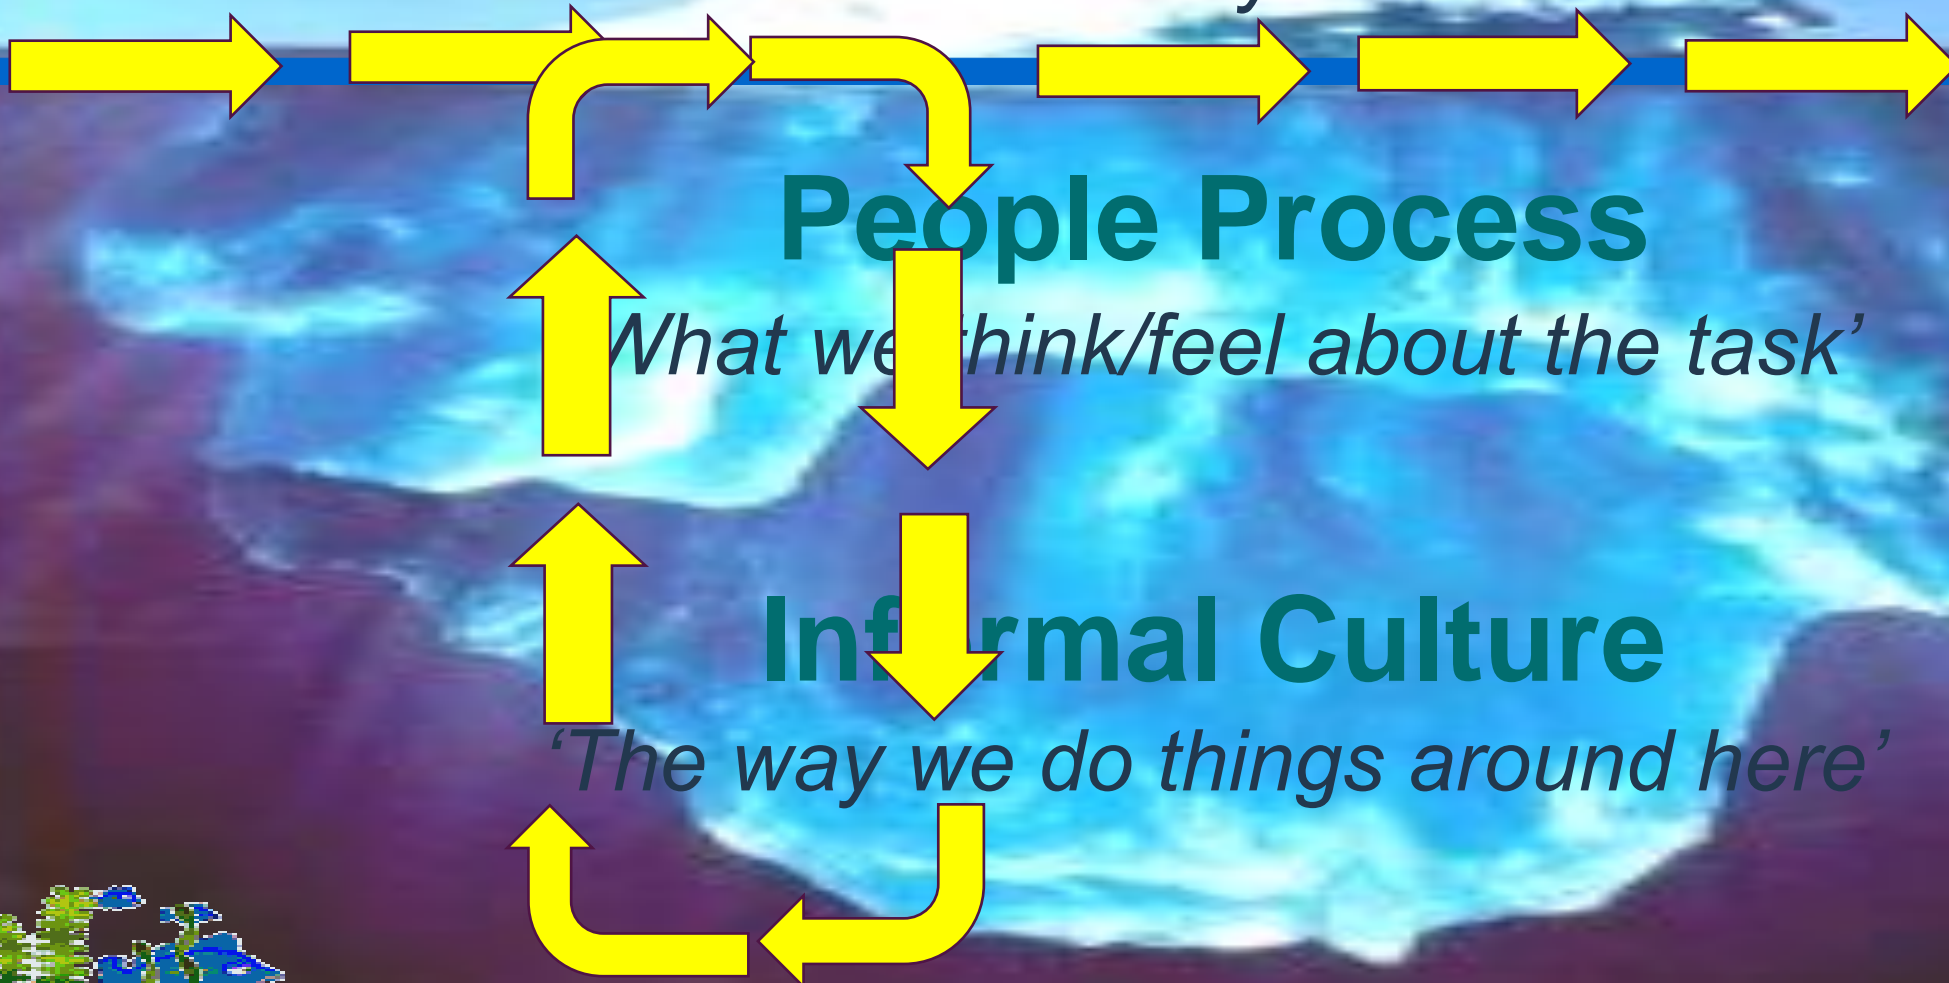 People Process
What we think/feel about the task’
Informal Culture
‘The way we do things around here’